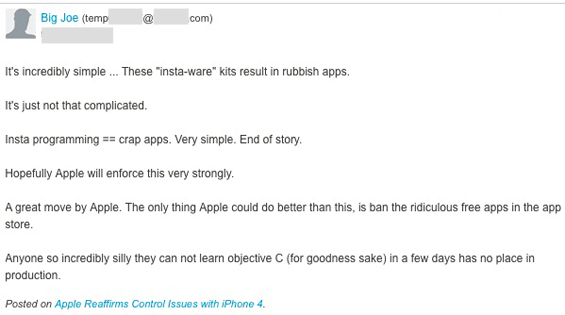 Big Joe (temp @ com)
It's incredibly simple ... These "insta-ware" kits result in rubbish apps.
It's just not that complicated.
Insta programming == crap apps. Very simple. End of story.
Hopefully Apple will enforce this very strongly.
A great move by Apple. The only thing Apple could do better than this, is ban the ridiculous free apps in the app
store.
Anyone so incredibly silly they can not learn objective C (for goodness sake) in a few days has no place in
production.
Posted on Apple Reaffirms Control Issues with iPhone 4.